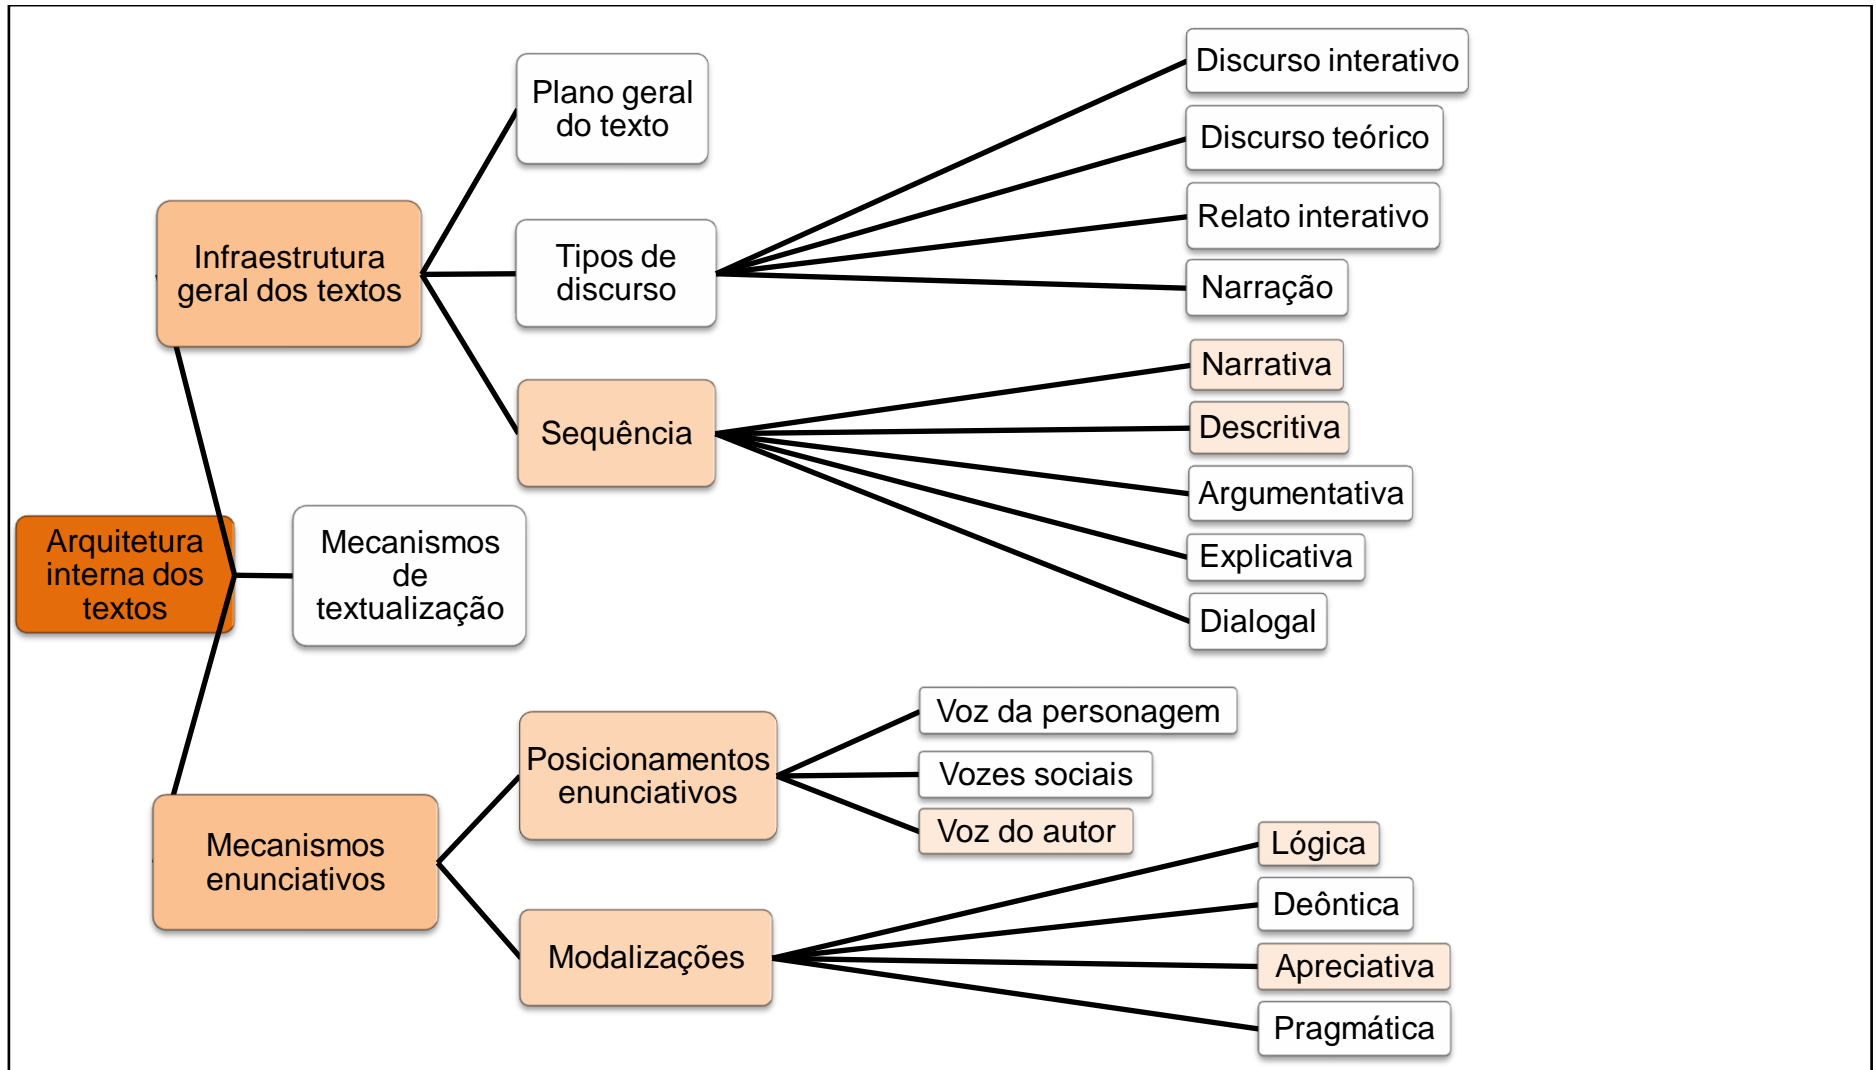 Arquitetura
interna dos
textos
Infraestrutura
geral dos textos
Plano geral
do texto
Tipos de
discurso
Discurso interativo
Discurso teórico
Relato interativo
Narração
Sequência
Narrativa
Descritiva
Argumentativa
Explicativa
Dialogal
Mecanismos
de
textualização
Mecanismos
enunciativos
Posicionamentos
enunciativos
Voz da personagem
Vozes sociais
Voz do autor
Modalizações
Lógica
Deôntica
Apreciativa
Pragmática